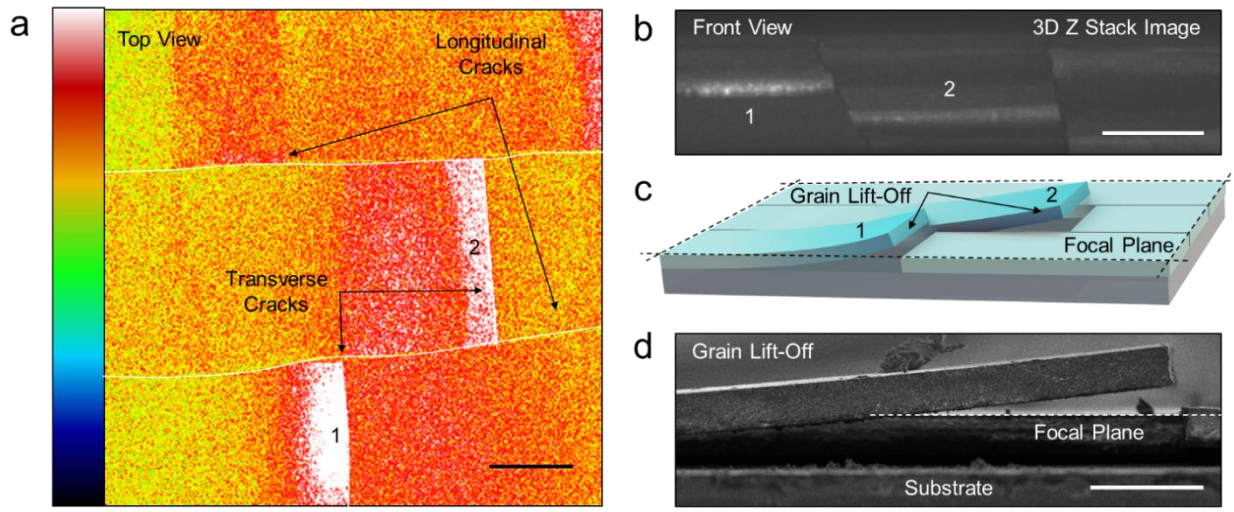 a
Top View
Longitudinal
Cracks
2
Transverse
Cracks
1
b
Front View
3D Z Stack Image
2
1
c
Grain Lift-Off
2
1
Focal Plane
d
Grain Lift-Off
Focal Plane
Substrate